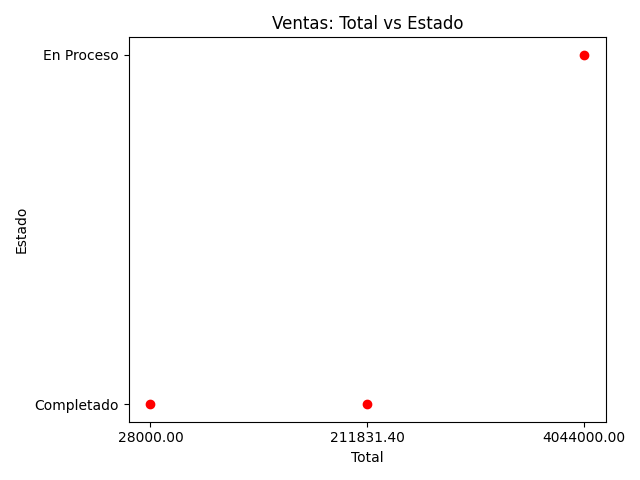 Ventas: Total vs Estado
En Proceso
Estado
Completado
28000.00
211831.40
4044000.00
Total